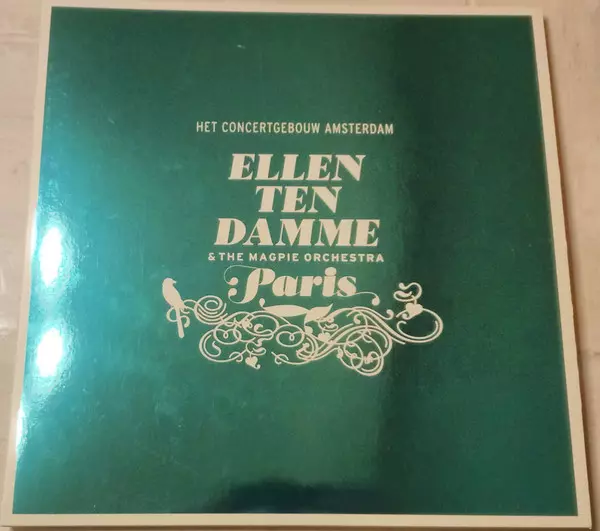 HET CONCERTGEBOUW AMSTERDAM
ELLEN
TEN
DAMME
& THE MAGPIE ORCHESTRA
Paris